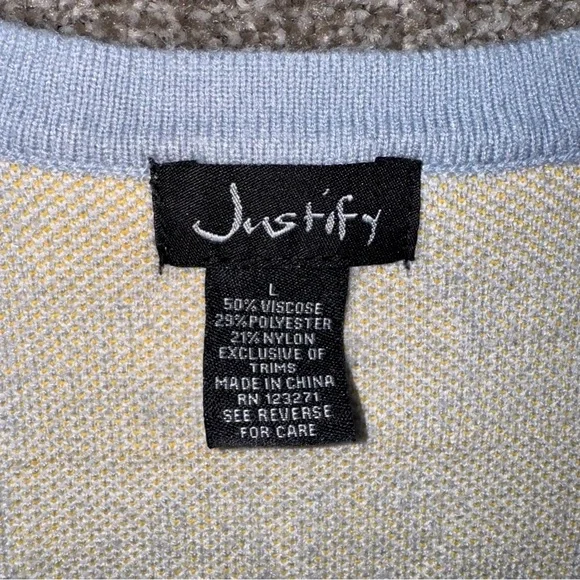 Justify
L
50% VISCOSE
29%POLYESTER
21%NYLON
EXCLUSIVE OF
TRIMS
MADE IN CHINA
RN 123271
SEE REVERSE
FOR CARE